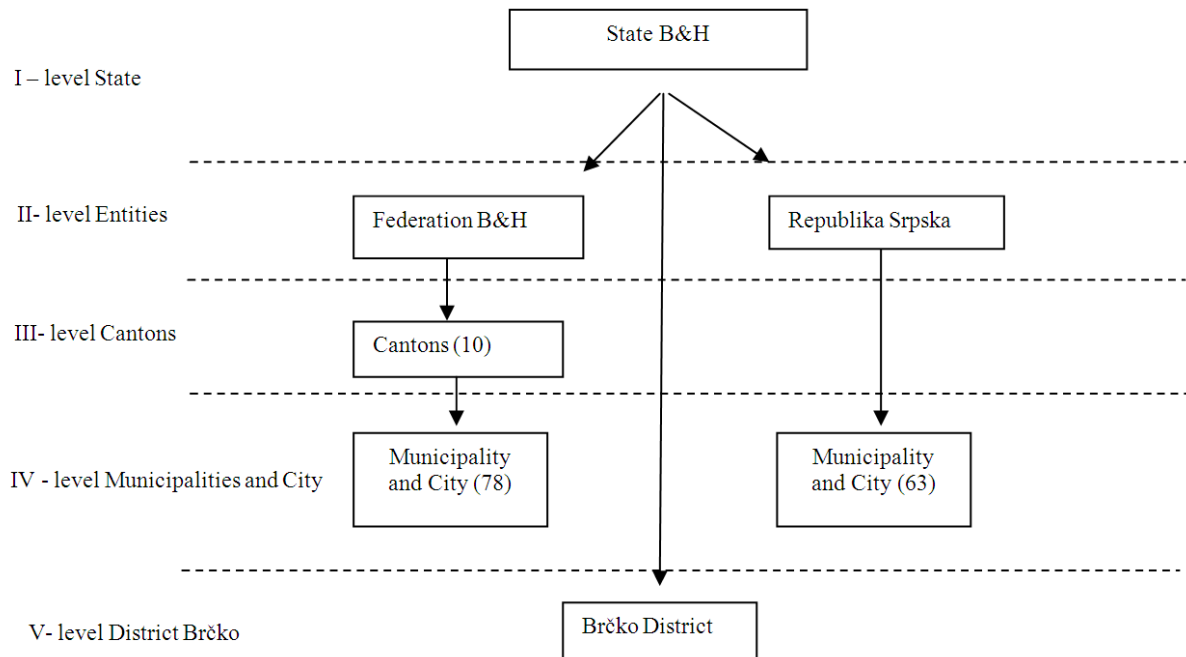 State B&H
I – level State
II- level Entities
Federation B&H
Republika Srpska
III- level Cantons
Cantons (10)
IV - level Municipalities and City
Municipality
and City (78)
Municipality
and City (63)
V- level District Brčko
Brčko District